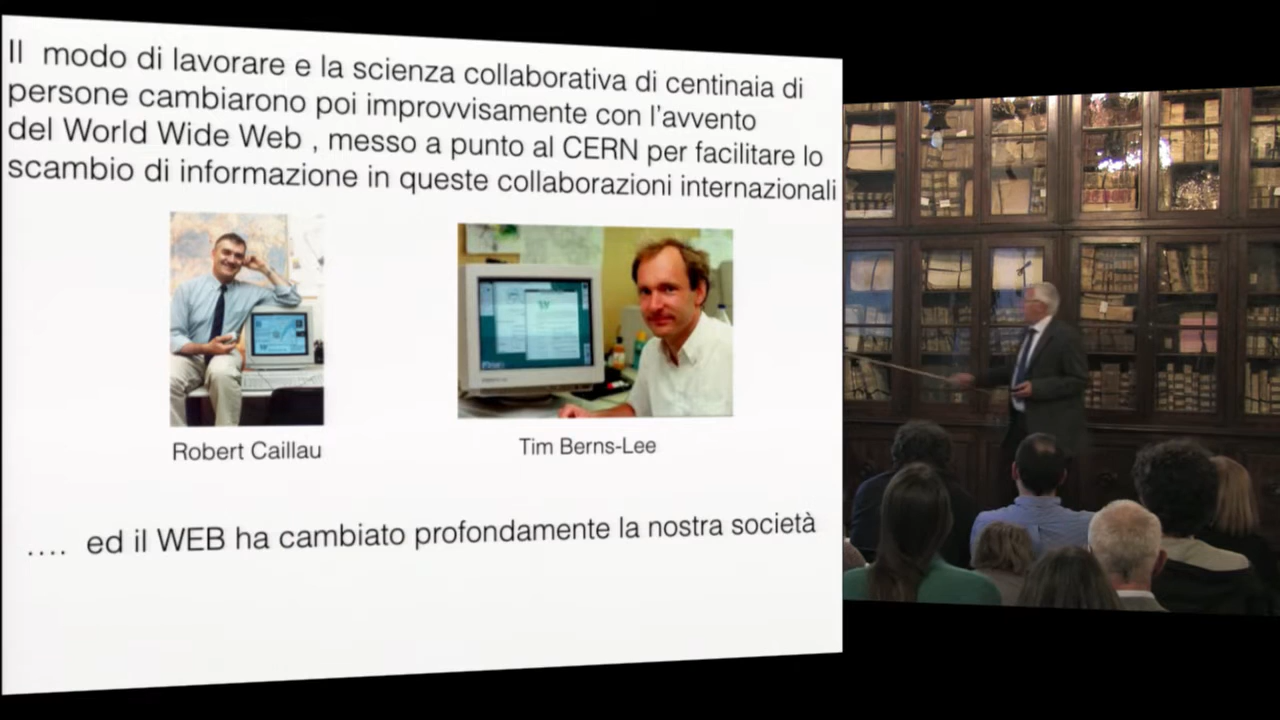 Il modo di lavorare e la scienza collaborativa di centinaia di
persone cambiarono poi improvvisamente con l'avvento
del World Wide Web , messo a punto al CERN per facilitare lo
scambio di informazione in queste collaborazioni internazionali
Robert Caillau
Tim Berns-Lee
.... ed il WEB ha cambiato profondamente la nostra società